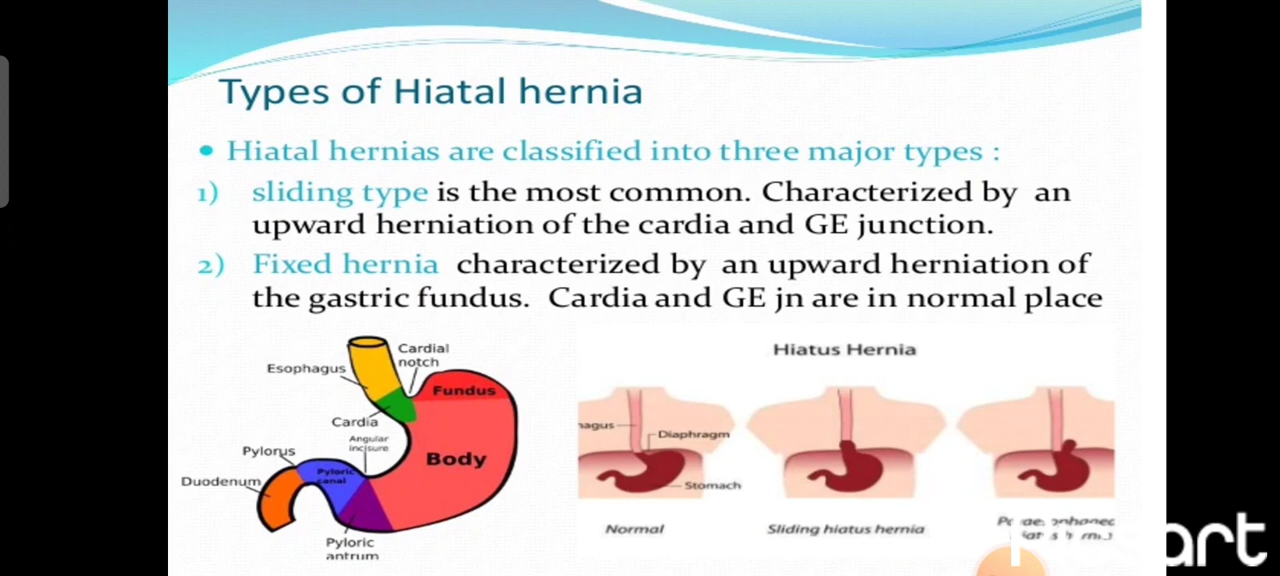 Types of Hiatal hernia
• Hiatal hernias are classified into three major types :
1) sliding type is the most common. Characterized by an
upward herniation of the cardia and GE junction.
2) Fixed hernia characterized by an upward herniation of
the gastric fundus. Cardia and GE jn are in normal place
Cardial
notch
Esophagus
Fundus
Cardia
Angular
incisure
Pylorus
Body
Pyloric
canal
Duodenum
Pyloric
antrum
Hiatus Hernia
Diaphragm
Stomach
Normal
Sliding hiatus hernia